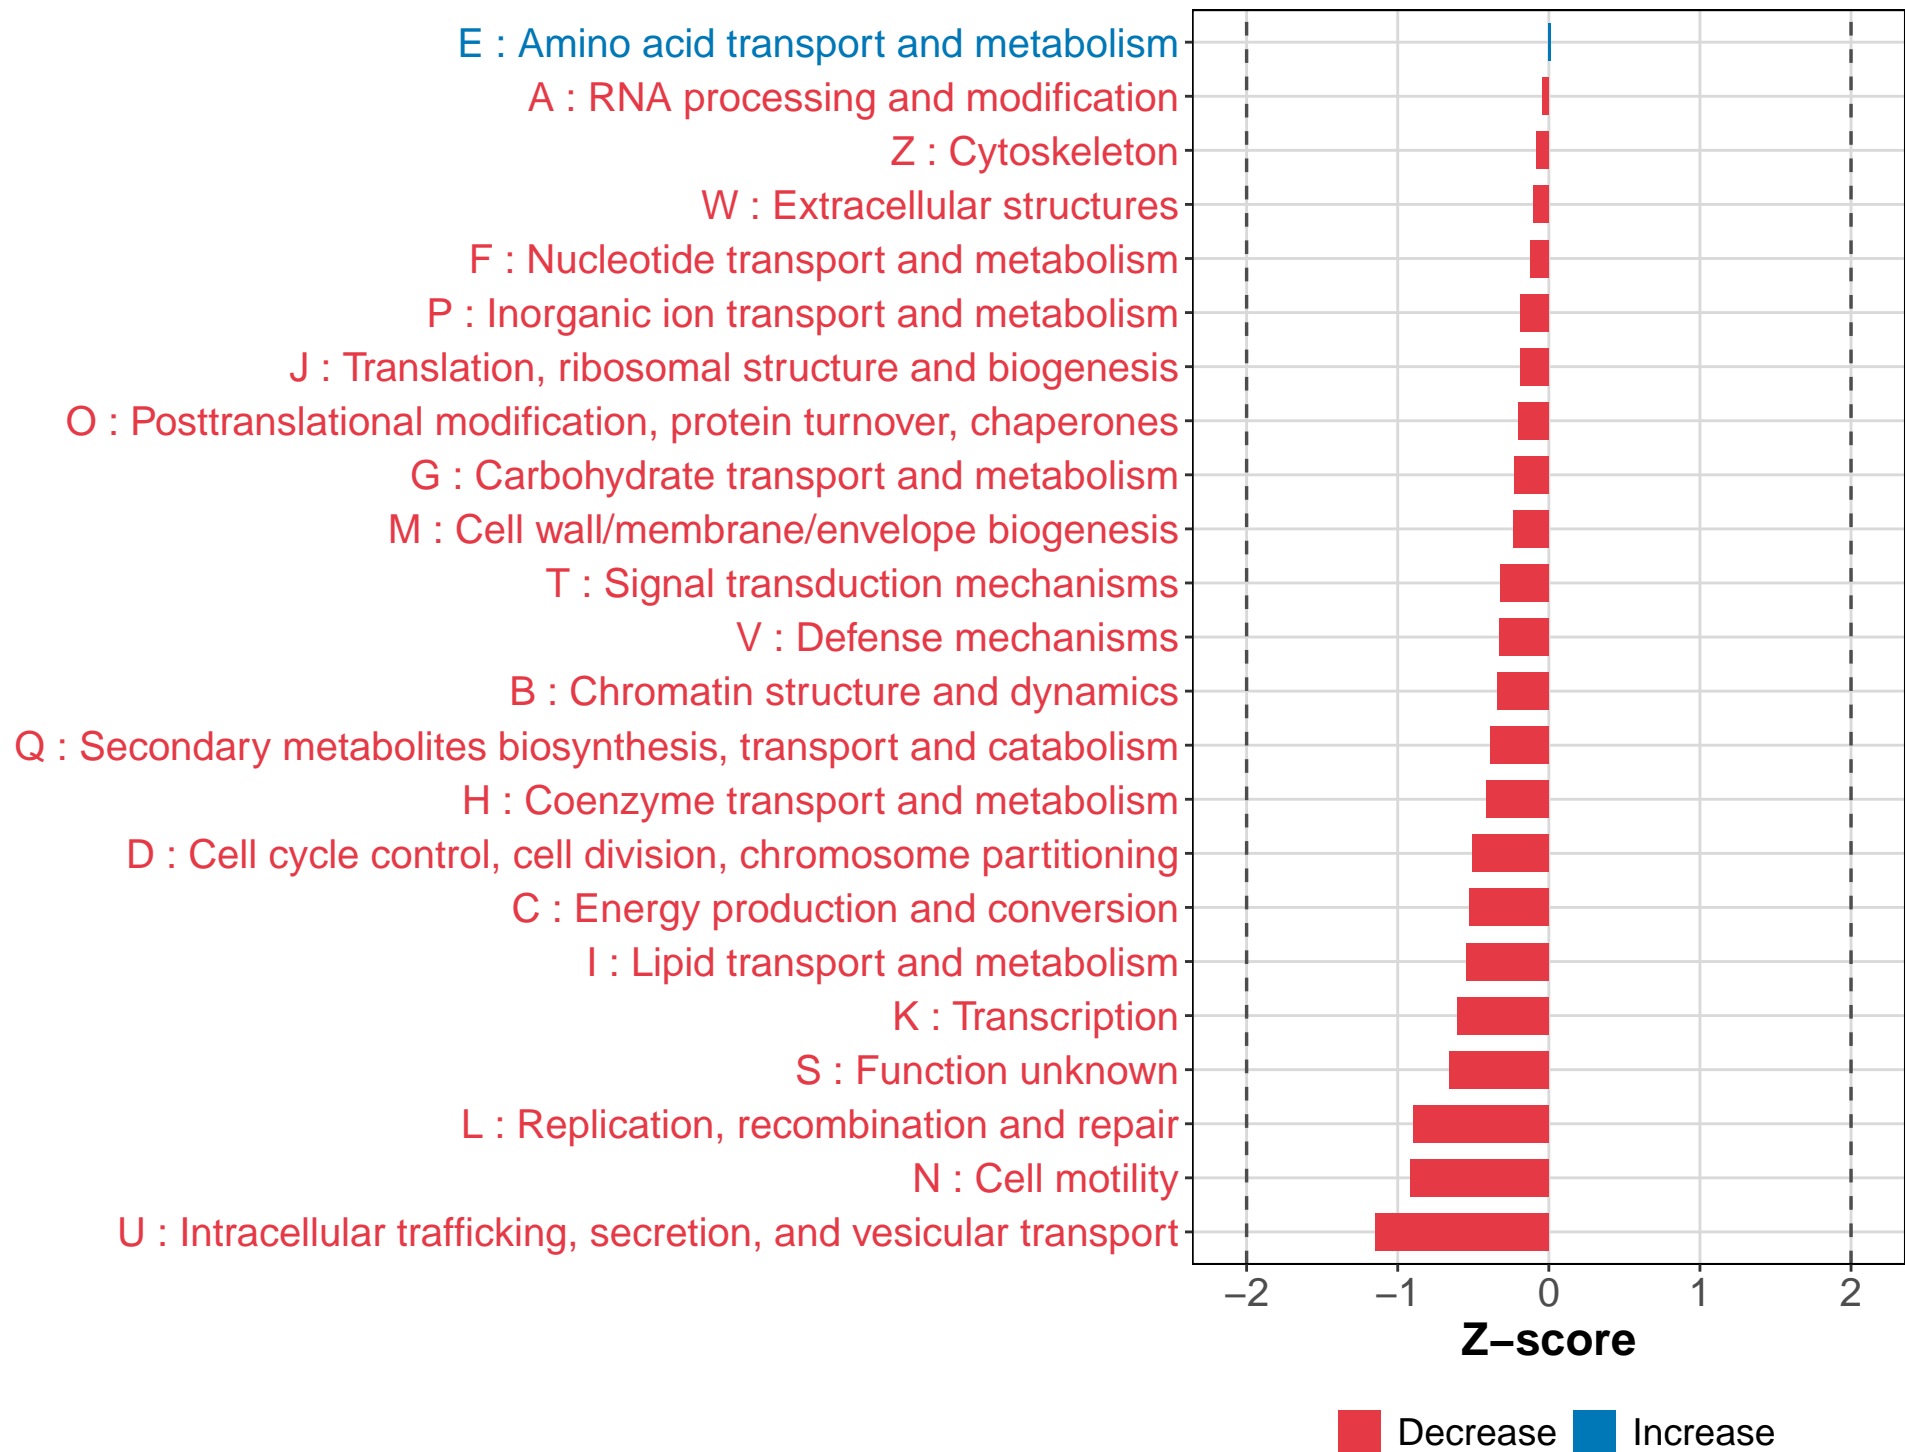 E : Amino acid transport and metabolism
A : RNA processing and modification
Z : Cytoskeleton
W : Extracellular structures
F : Nucleotide transport and metabolism
P : Inorganic ion transport and metabolism
J : Translation, ribosomal structure and biogenesis
O : Posttranslational modification, protein turnover, chaperones
G : Carbohydrate transport and metabolism
M : Cell wall/membrane/envelope biogenesis
T : Signal transduction mechanisms
V : Defense mechanisms
B : Chromatin structure and dynamics
Q : Secondary metabolites biosynthesis, transport and catabolism
H : Coenzyme transport and metabolism
D : Cell cycle control, cell division, chromosome partitioning
C : Energy production and conversion
I : Lipid transport and metabolism
K : Transcription
S : Function unknown
L : Replication, recombination and repair
N : Cell motility
U : Intracellular trafficking, secretion, and vesicular transport
−2 −1 0 1 2
Z−score
Decrease Increase